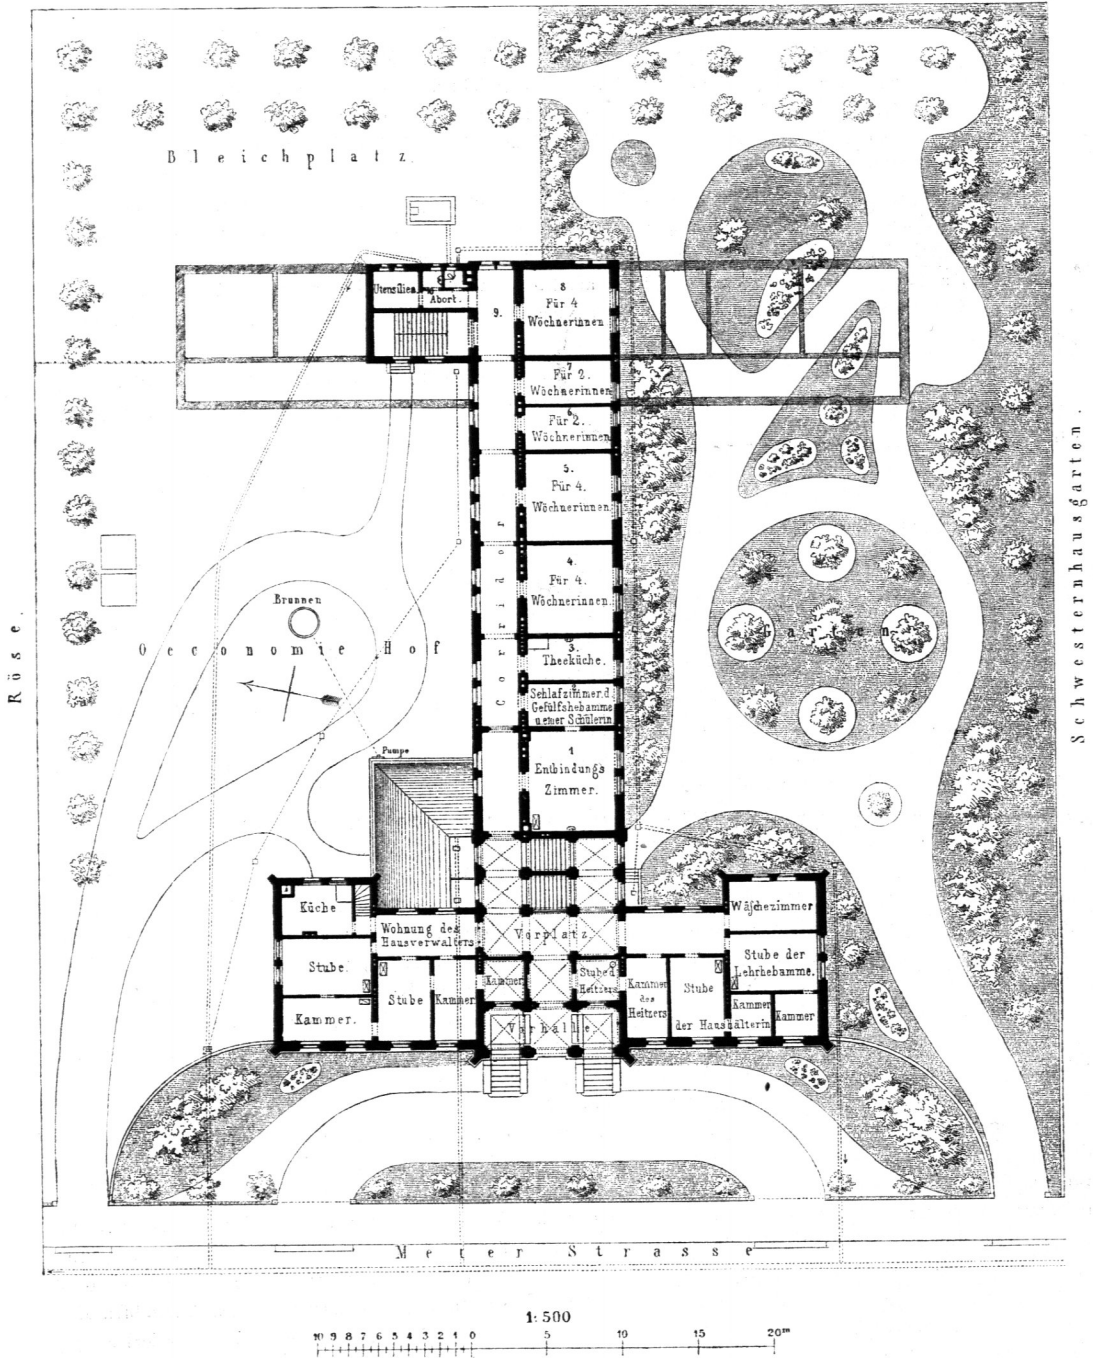 Bleichplatz.
Utensilien.
Abort.
9.
8
Für 4
Wöchnerinnen
7
Für 2.
Wöchnerinnen
6.
Für 2.
Wöchnerinnen
5.
Für 4.
Wöchnerinnen
4.
Für 4.
Wöchnerinnen
3.
Theeküche.
2
Schlafzimmer d.
Gefülfshebamme
u einer Schülerin
1
Entbindungs
Zimmer.
Corridor
Brunnen
Oeconomie Hof
Pumpe
Garten
Röse.
Schwesternhausgarten.
Küche
Wohnung des
Hausverwalters
Vorplatz
Wäschezimmer
Stube.
Stube der
Lehrhebamme.
Kammer.
Stube
Kammer
Kammer
Stube d.
Heitzers
Kammer
des
Heitzers
Stube
Kammer
Kammer
der Haushälterin
Vorhalle
Metzer Strasse
1:500
10 9 8 7 6 5 4 3 2 1 0 5 10 15 20m